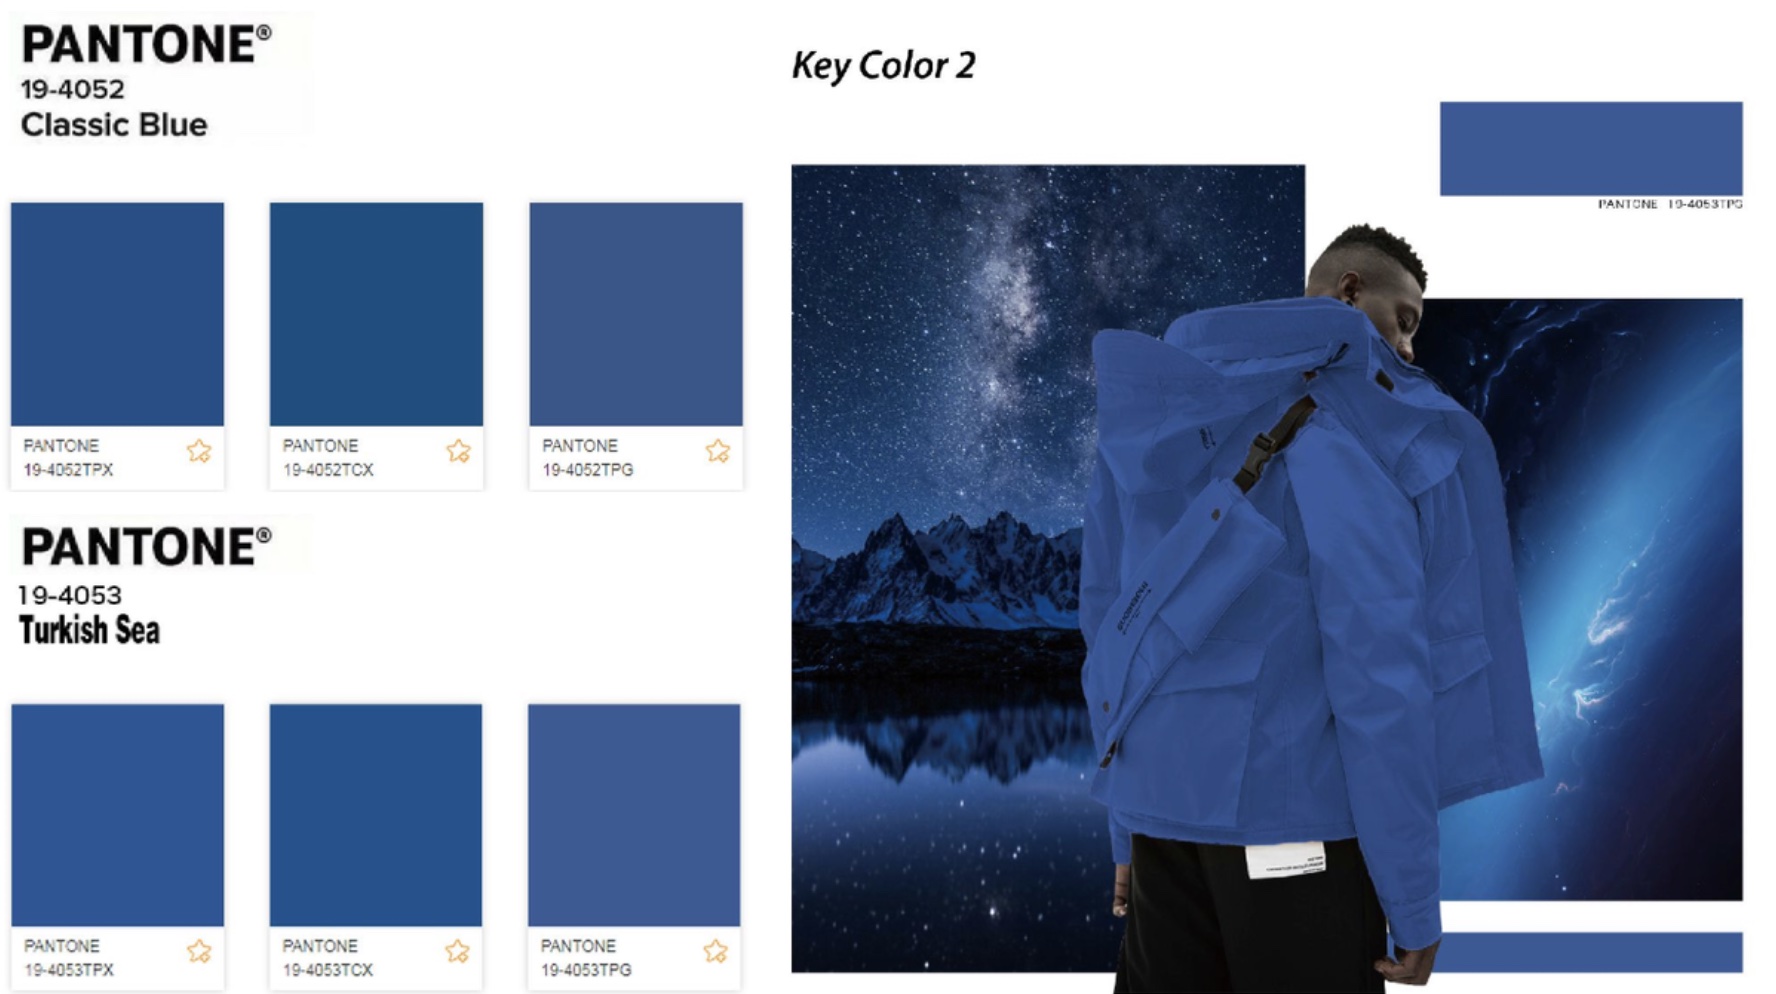 PANTONE®
19-4052
Classic Blue
PANTONE
19-4052TPX
PANTONE
19-4052TCX
PANTONE
19-4052TPG
PANTONE®
19-4053
Turkish Sea
PANTONE
19-4053TPX
PANTONE
19-4053TCX
PANTONE
19-4053TPG
Key Color 2
PANTONE 19-4053TPG